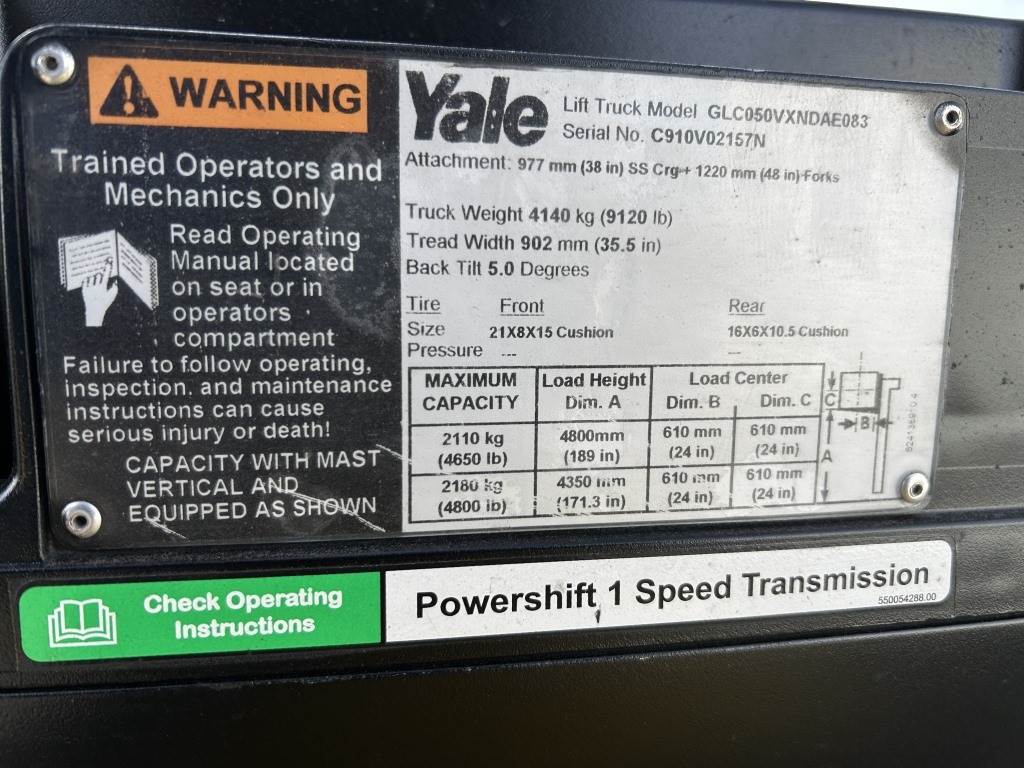 WARNING
Trained Operators and
Mechanics Only
Read Operating
Manual located
on seat or in
operators
compartment
Failure to follow operating,
inspection, and maintenance
instructions can cause
serious injury or death!
CAPACITY WITH MAST
VERTICAL AND
EQUIPPED AS SHOWN
Yale
Lift Truck Model GLC050VXNDAE083
Serial No. C910V02157N
Attachment: 977 mm (38 in) SS Crg + 1220 mm (48 in) Forks
Truck Weight 4140 kg (9120 lb)
Tread Width 902 mm (35.5 in)
Back Tilt 5.0 Degrees
Tire Front Rear
Size 21X8X15 Cushion 16X6X10.5 Cushion
Pressure --- ---
MAXIMUM Load Height Load Center
CAPACITY Dim. A Dim. B Dim. C
2110 kg 4800mm 610 mm 610 mm
(4650 lb) (189 in) (24 in) (24 in)
2180 kg 4350 mm 610 mm 610 mm
(4800 lb) (171.3 in) (24 in) (24 in)
C
B
A
Check Operating
Instructions
Powershift 1 Speed Transmission
550054288.00